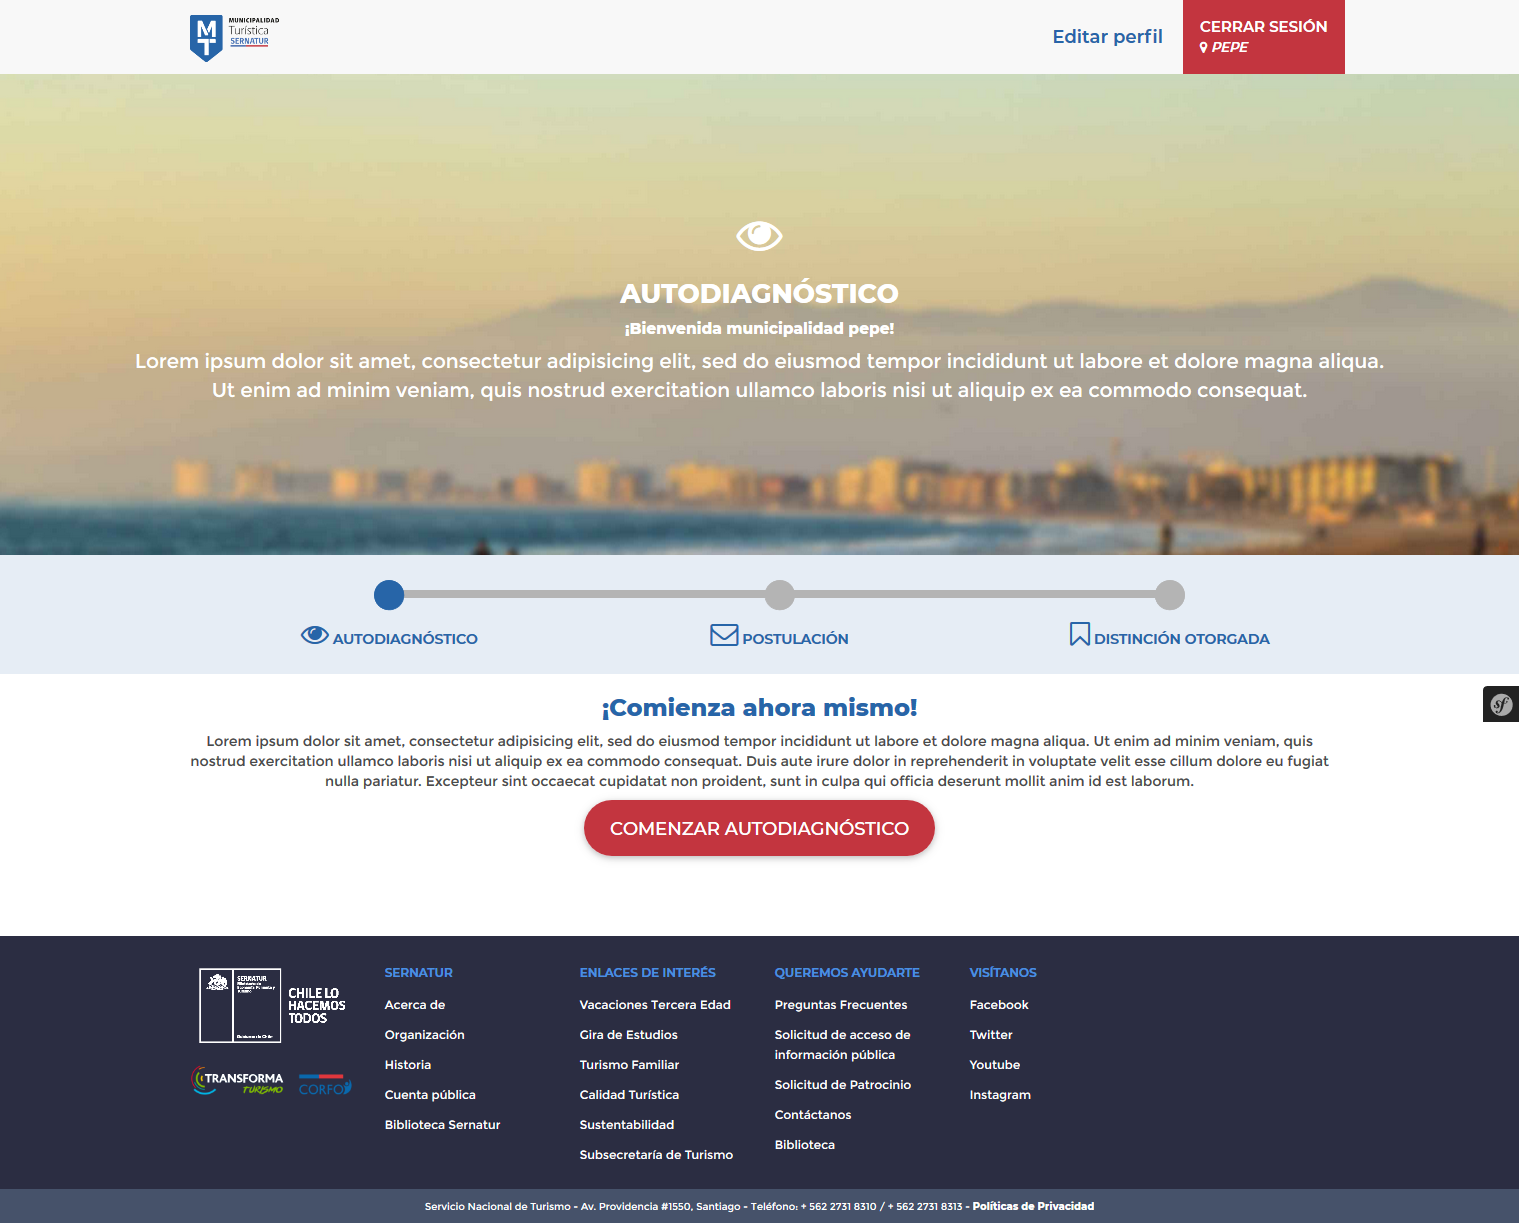 MT
MUNICIPALIDAD
Turística
SERNATUR
Editar perfil
CERRAR SESIÓN
PEPE
AUTODIAGNÓSTICO
¡Bienvenida municipalidad pepe!
Lorem ipsum dolor sit amet, consectetur adipisicing elit, sed do eiusmod tempor incididunt ut labore et dolore magna aliqua.
Ut enim ad minim veniam, quis nostrud exercitation ullamco laboris nisi ut aliquip ex ea commodo consequat.
AUTODIAGNÓSTICO
POSTULACIÓN
DISTINCIÓN OTORGADA
¡Comienza ahora mismo!
sf
Lorem ipsum dolor sit amet, consectetur adipisicing elit, sed do eiusmod tempor incididunt ut labore et dolore magna aliqua. Ut enim ad minim veniam, quis
nostrud exercitation ullamco laboris nisi ut aliquip ex ea commodo consequat. Duis aute irure dolor in reprehenderit in voluptate velit esse cillum dolore eu fugiat
nulla pariatur. Excepteur sint occaecat cupidatat non proident, sunt in culpa qui officia deserunt mollit anim id est laborum.
COMENZAR AUTODIAGNÓSTICO
SERNATUR
CHILE LO
HACEMOS
TODOS
TRANSFORMA
TURISMO
CORFO
SERNATUR
Acerca de
Organización
Historia
Cuenta pública
Biblioteca Sernatur
ENLACES DE INTERÉS
Vacaciones Tercera Edad
Gira de Estudios
Turismo Familiar
Calidad Turística
Sustentabilidad
Subsecretaría de Turismo
QUEREMOS AYUDARTE
Preguntas Frecuentes
Solicitud de acceso de
información pública
Solicitud de Patrocinio
Contáctanos
Biblioteca
VISÍTANOS
Facebook
Twitter
Youtube
Instagram
Servicio Nacional de Turismo - Av. Providencia #1550, Santiago - Teléfono: + 562 2731 8310 / + 562 2731 8313 - Políticas de Privacidad